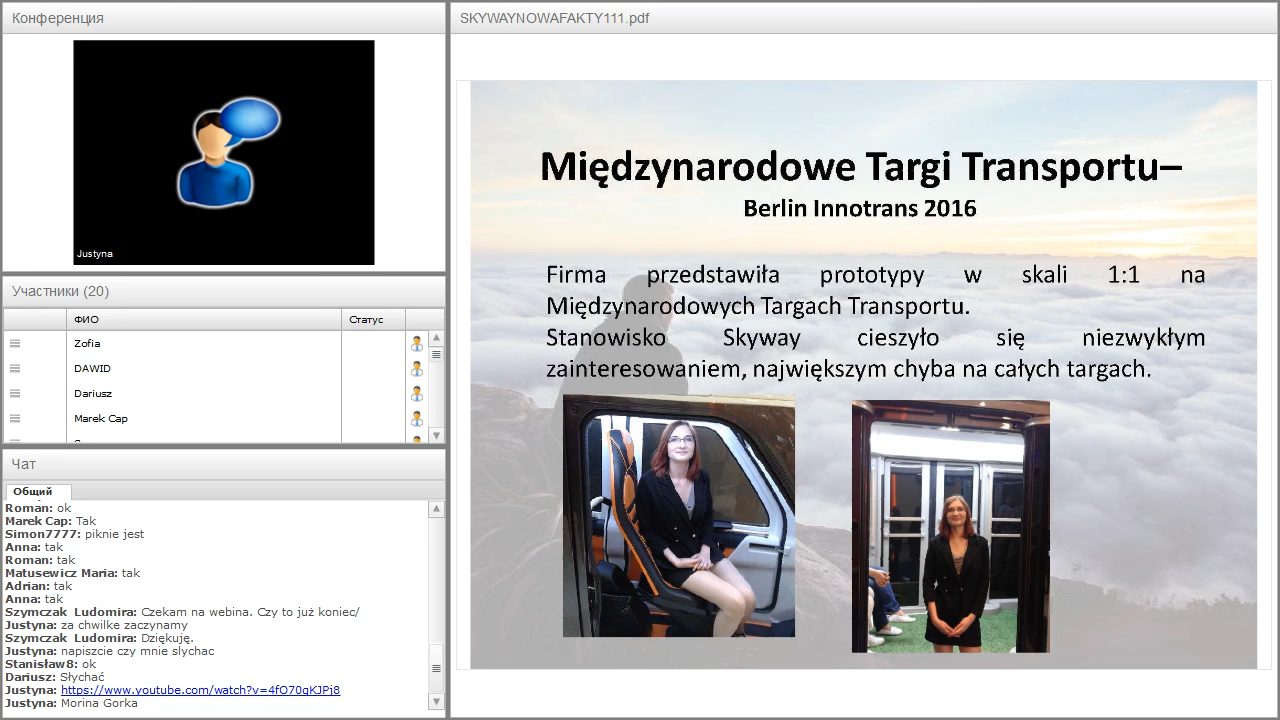 Конференция
Justyna
Участники (20)
ФИО Статус
Zofia
DAWID
Dariusz
Marek Cap
Чат
Общий
Roman: ok
Marek Cap: Tak
Simon7777: piknie jest
Anna: tak
Roman: tak
Matusewicz Maria: tak
Adrian: tak
Anna: tak
Szymczak Ludomira: Czekam na webina. Czy to już koniec/
Justyna: za chwilke zaczynamy
Szymczak Ludomira: Dziękuję.
Justyna: napiszcie czy mnie slychac
Stanisław8: ok
Dariusz: Słychać
Justyna: https://www.youtube.com/watch?v=4fO70gKJPj8
Justyna: Morina Gorka
SKYWAYNOWAFAKTY111.pdf
Międzynarodowe Targi Transportu–
Berlin Innotrans 2016
Firma przedstawiła prototypy w skali 1:1 na
Międzynarodowych Targach Transportu.
Stanowisko Skyway cieszyło się niezwykłym
zainteresowaniem, największym chyba na całych targach.